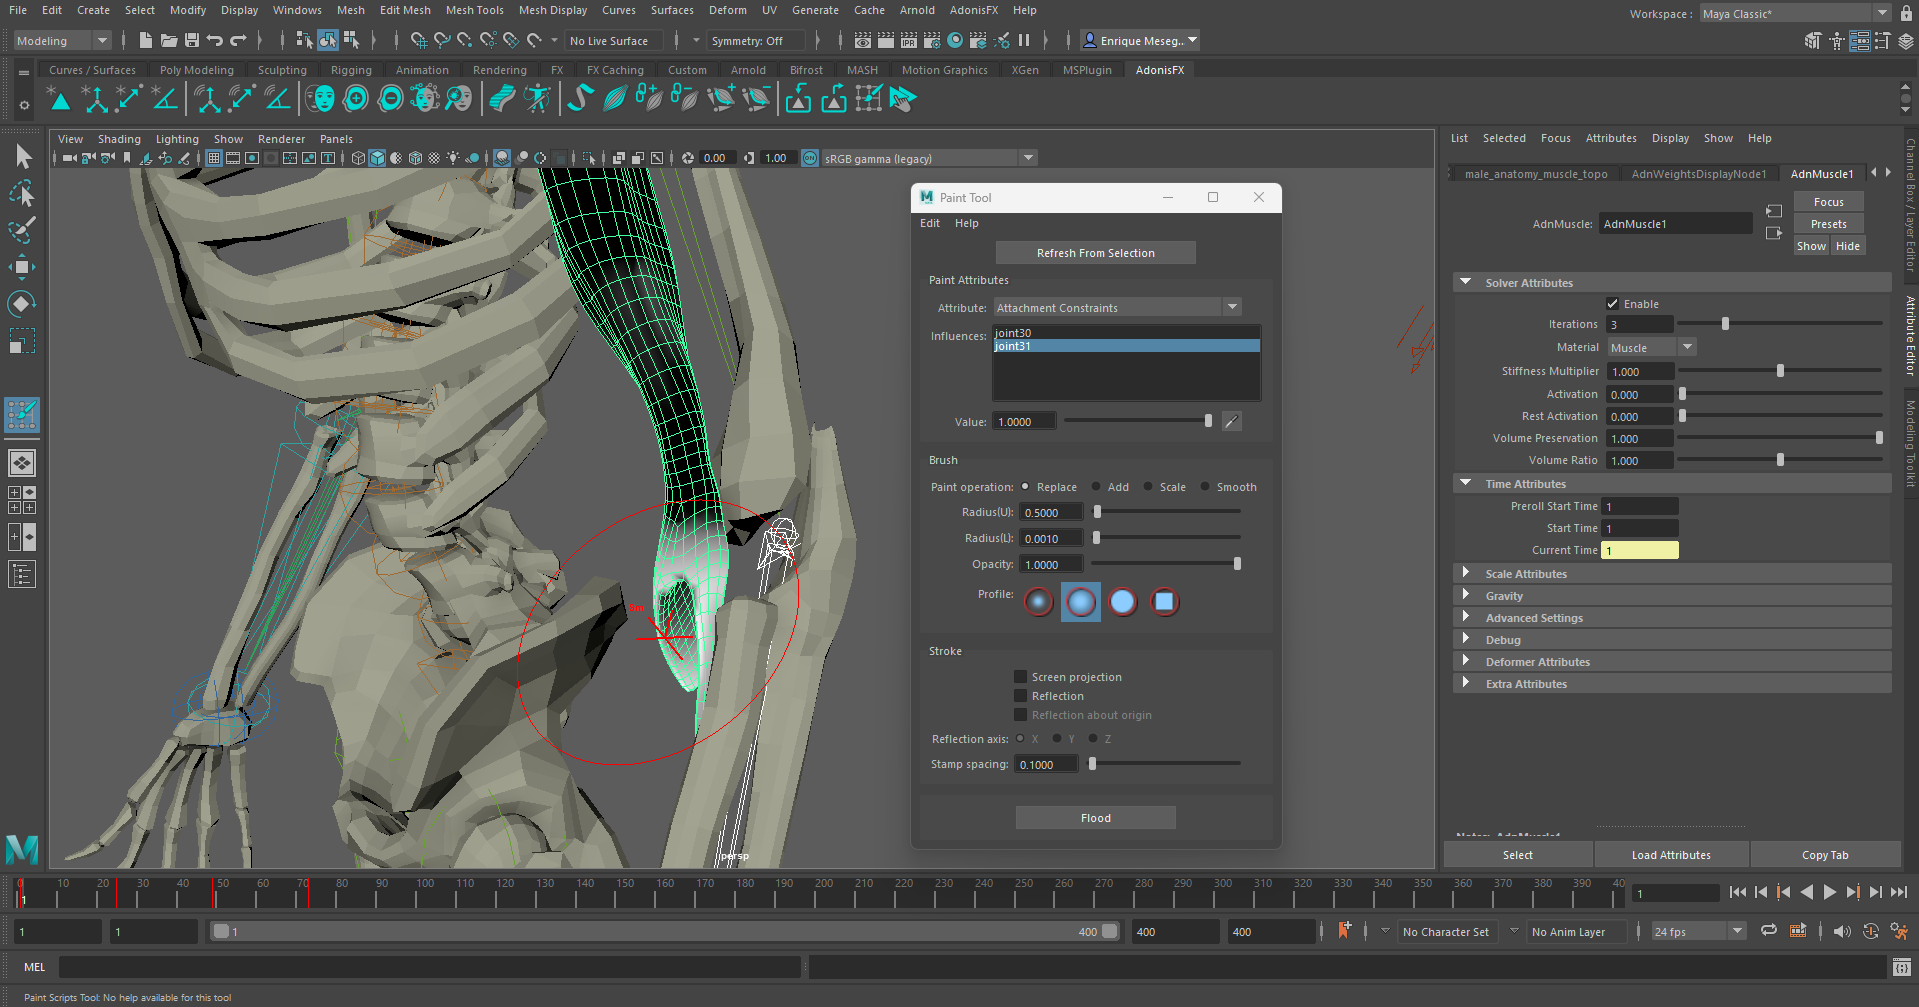 File Edit Create Select Modify Display Windows Mesh Edit Mesh Mesh Tools Mesh Display Curves Surfaces Deform UV Generate Cache Arnold AdonisFX Help
Workspace : Maya Classic*
Modeling No Live Surface Symmetry: Off IPR Enrique Meseg...
Curves / Surfaces Poly Modeling Sculpting Rigging Animation Rendering FX FX Caching Custom Arnold Bifrost MASH Motion Graphics XGen MSPlugin AdonisFX
View Shading Lighting Show Renderer Panels
0.00 1.00 ON sRGB gamma (legacy)
persp
Paint Tool
Edit Help
Refresh From Selection
Paint Attributes
Attribute: Attachment Constraints
Influences: joint30
joint31
Value: 1.0000
Brush
Paint operation: Replace Add Scale Smooth
Radius(U): 0.5000
Radius(L): 0.0010
Opacity: 1.0000
Profile:
Stroke
Screen projection
Reflection
Reflection about origin
Reflection axis: X Y Z
Stamp spacing: 0.1000
Flood
List Selected Focus Attributes Display Show Help
male_anatomy_muscle_topo AdnWeightsDisplayNode1 AdnMuscle1
Focus
AdnMuscle: AdnMuscle1
Presets
Show Hide
Solver Attributes
Enable
Iterations 3
Material Muscle
Stiffness Multiplier 1.000
Activation 0.000
Rest Activation 0.000
Volume Preservation 1.000
Volume Ratio 1.000
Time Attributes
Preroll Start Time 1
Start Time 1
Current Time 1
Scale Attributes
Gravity
Advanced Settings
Debug
Deformer Attributes
Extra Attributes
Notes: AdnMuscle1
Select Load Attributes Copy Tab
Channel Box / Layer Editor
Attribute Editor
Modeling Toolkit
0 10 20 30 40 50 60 70 80 90 100 110 120 130 140 150 160 170 180 190 200 210 220 230 240 250 260 270 280 290 300 310 320 330 340 350 360 370 380 390 40
1
1
1 1 1 400 400 400 No Character Set No Anim Layer 24 fps
MEL
Paint Scripts Tool: No help available for this tool